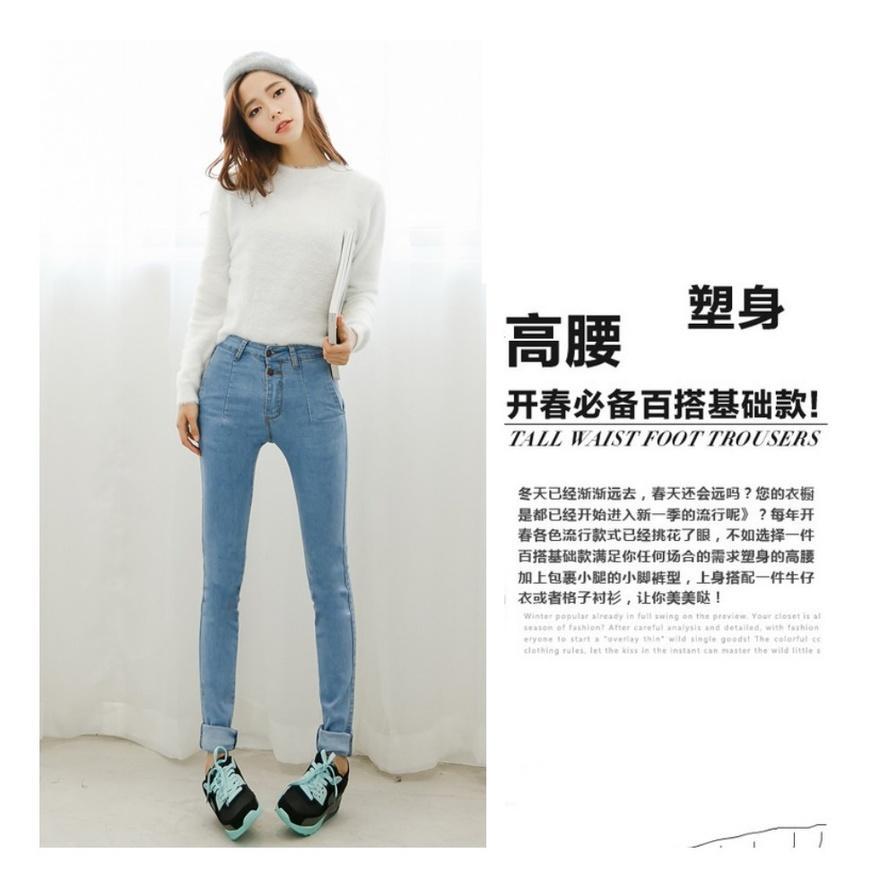 塑身
高腰
开春必备百搭基础款!
TALL WAIST FOOT TROUSERS
冬天已经渐渐远去，春天还会远吗？您的衣橱
是都已经开始进入新一季的流行呢》？每年开
春各色流行款式已经挑花了眼，不如选择一件
百搭基础款满足你任何场合的需求塑身的高腰
加上包裹小腿的小脚裤型，上身搭配一件牛仔
衣或者格子衬衫，让你美美哒！
Winter popular already in full swing on the preview. Your closet is al
season of fashion? After careful analysis and detailed, with fashion
eryone to start a "overlay thin" wild single goods! The colorful cc
clothing rules, let the kiss in the instant can master the wild little s